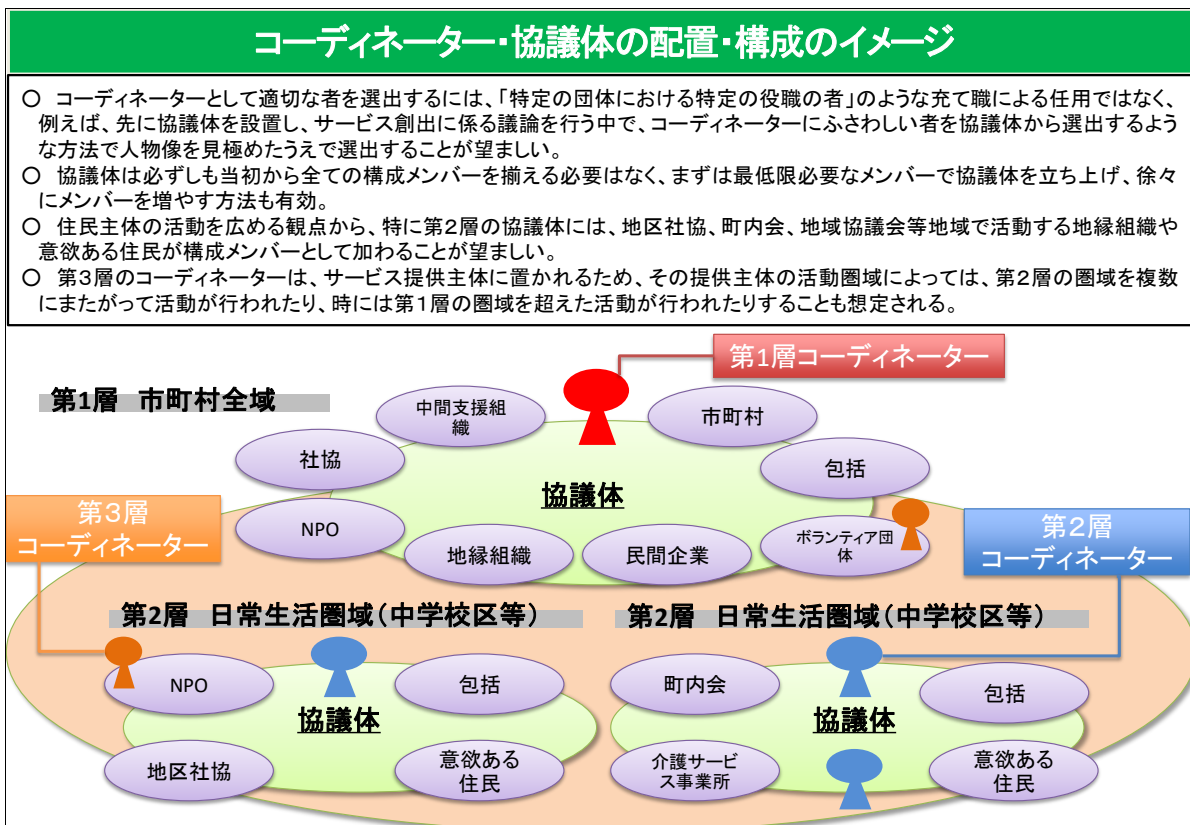 コーディネーター・協議体の配置・構成のイメージ
○　コーディネーターとして適切な者を選出するには、「特定の団体における特定の役職の者」のような充て職による任用ではなく、
例えば、先に協議体を設置し、サービス創出に係る議論を行う中で、コーディネーターにふさわしい者を協議体から選出するよう
な方法で人物像を見極めたうえで選出することが望ましい。
○　協議体は必ずしも当初から全ての構成メンバーを揃える必要はなく、まずは最低限必要なメンバーで協議体を立ち上げ、徐々
にメンバーを増やす方法も有効。
○　住民主体の活動を広める観点から、特に第２層の協議体には、地区社協、町内会、地域協議会等地域で活動する地縁組織や
意欲ある住民が構成メンバーとして加わることが望ましい。
○　第３層のコーディネーターは、サービス提供主体に置かれるため、その提供主体の活動圏域によっては、第２層の圏域を複数
にまたがって活動が行われたり、時には第１層の圏域を超えた活動が行われたりすることも想定される。
第1層コーディネーター
第1層　市町村全域
中間支援組
織
市町村
社協
包括
協議体
第３層
コーディネーター
NPO
地縁組織
民間企業
ボランティア団
体
第２層
コーディネーター
第2層　日常生活圏域（中学校区等）
第2層　日常生活圏域（中学校区等）
NPO
包括
協議体
地区社協
意欲ある
住民
町内会
包括
協議体
介護サービ
ス事業所
意欲ある
住民